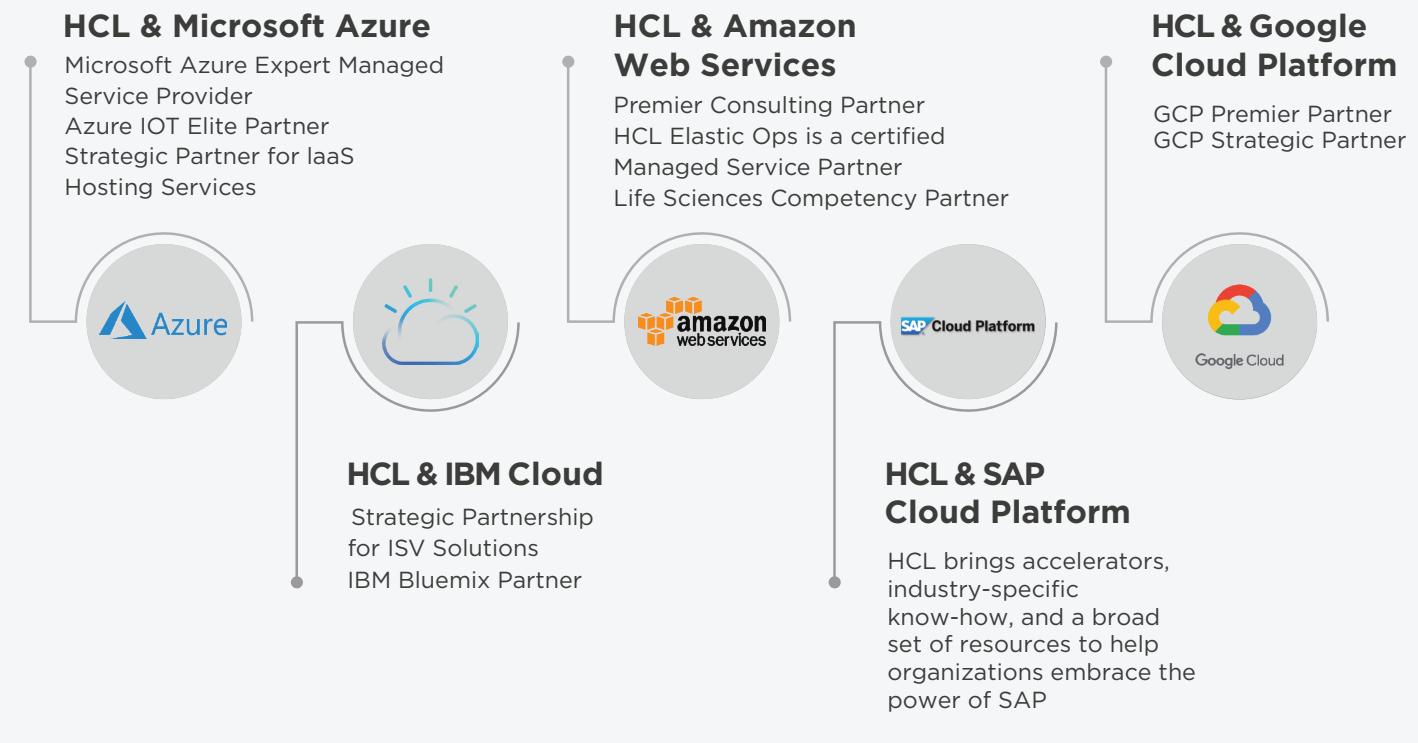 HCL & Microsoft Azure
Microsoft Azure Expert Managed
Service Provider
Azure IOT Elite Partner
Strategic Partner for IaaS
Hosting Services
HCL & Amazon
Web Services
Premier Consulting Partner
HCL Elastic Ops is a certified
Managed Service Partner
Life Sciences Competency Partner
HCL & Google
Cloud Platform
GCP Premier Partner
GCP Strategic Partner
Azure
amazon
web services
SAP Cloud Platform
Google Cloud
HCL & IBM Cloud
Strategic Partnership
for ISV Solutions
IBM Bluemix Partner
HCL & SAP
Cloud Platform
HCL brings accelerators,
industry-specific
know-how, and a broad
set of resources to help
organizations embrace the
power of SAP